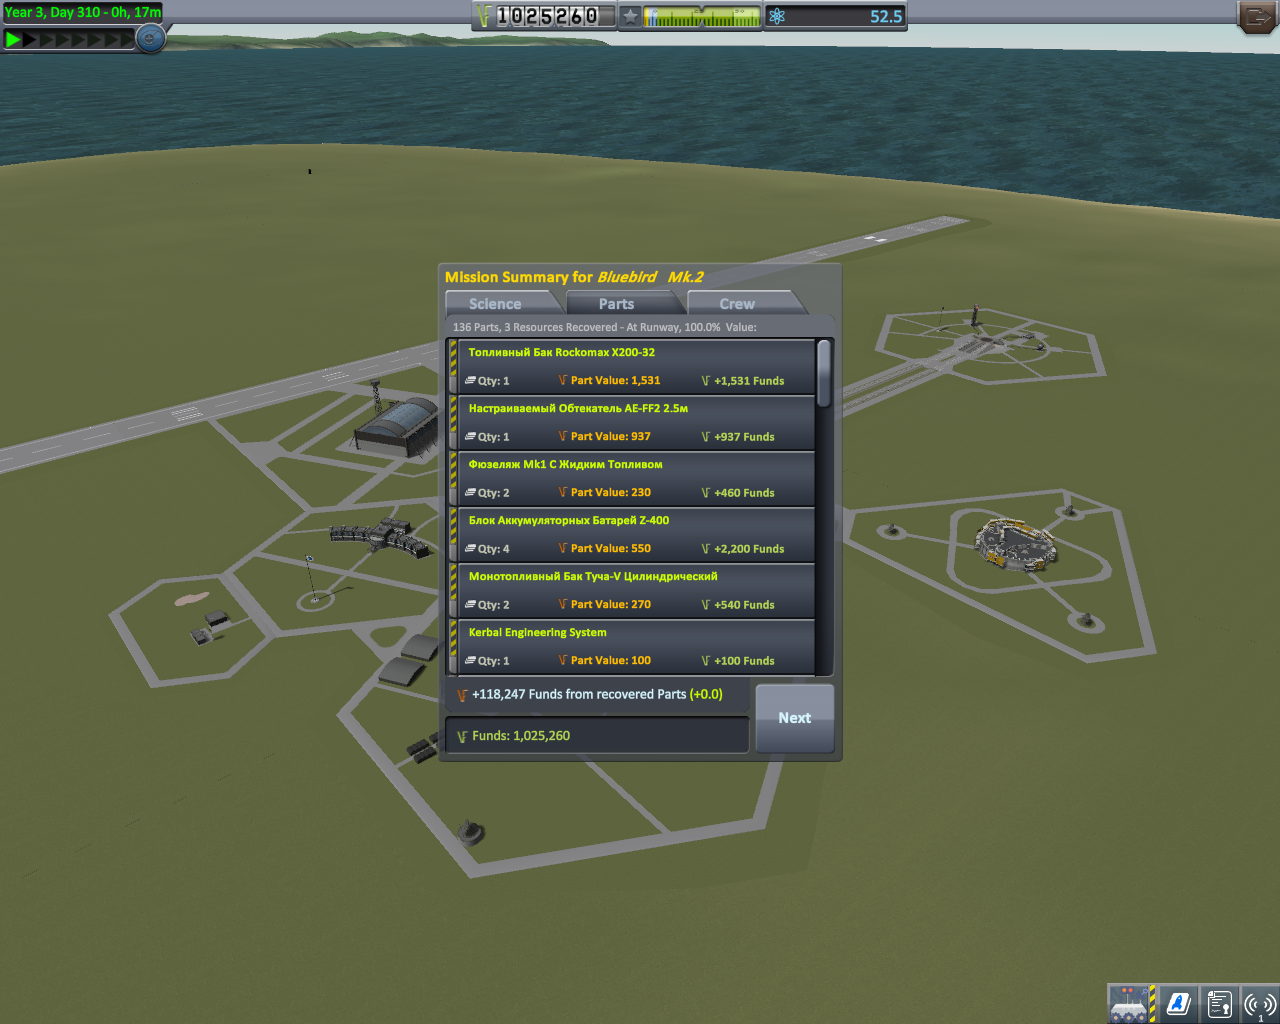 Year 3, Day 310 - 0h, 17m
1025260
52.5
Mission Summary for Bluebird Mk.2
Science
Parts
Crew
136 Parts, 3 Resources Recovered - At Runway, 100.0% Value:
Топливный Бак Rockomax X200-32
Qty: 1 Part Value: 1,531 +1,531 Funds
Настраиваемый Обтекатель AE-FF2 2.5м
Qty: 1 Part Value: 937 +937 Funds
Фюзеляж Mk1 С Жидким Топливом
Qty: 2 Part Value: 230 +460 Funds
Блок Аккумуляторных Батарей Z-400
Qty: 4 Part Value: 550 +2,200 Funds
Монотопливный Бак Туча-V Цилиндрический
Qty: 2 Part Value: 270 +540 Funds
Kerbal Engineering System
Qty: 1 Part Value: 100 +100 Funds
+118,247 Funds from recovered Parts (+0.0)
Funds: 1,025,260
Next
1